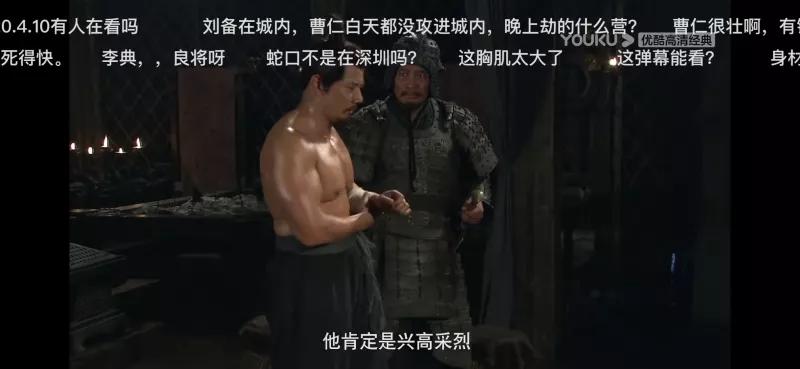 0.4.10有人在看吗 刘备在城内，曹仁白天都没攻进城内，晚上劫的什么营？ 曹仁很壮啊，有
YOUKU 优酷高清经典
死得快。 李典，，良将呀 蛇口不是在深圳吗？ 这胸肌太大了 这弹幕能看？ 身材
他肯定是兴高采烈